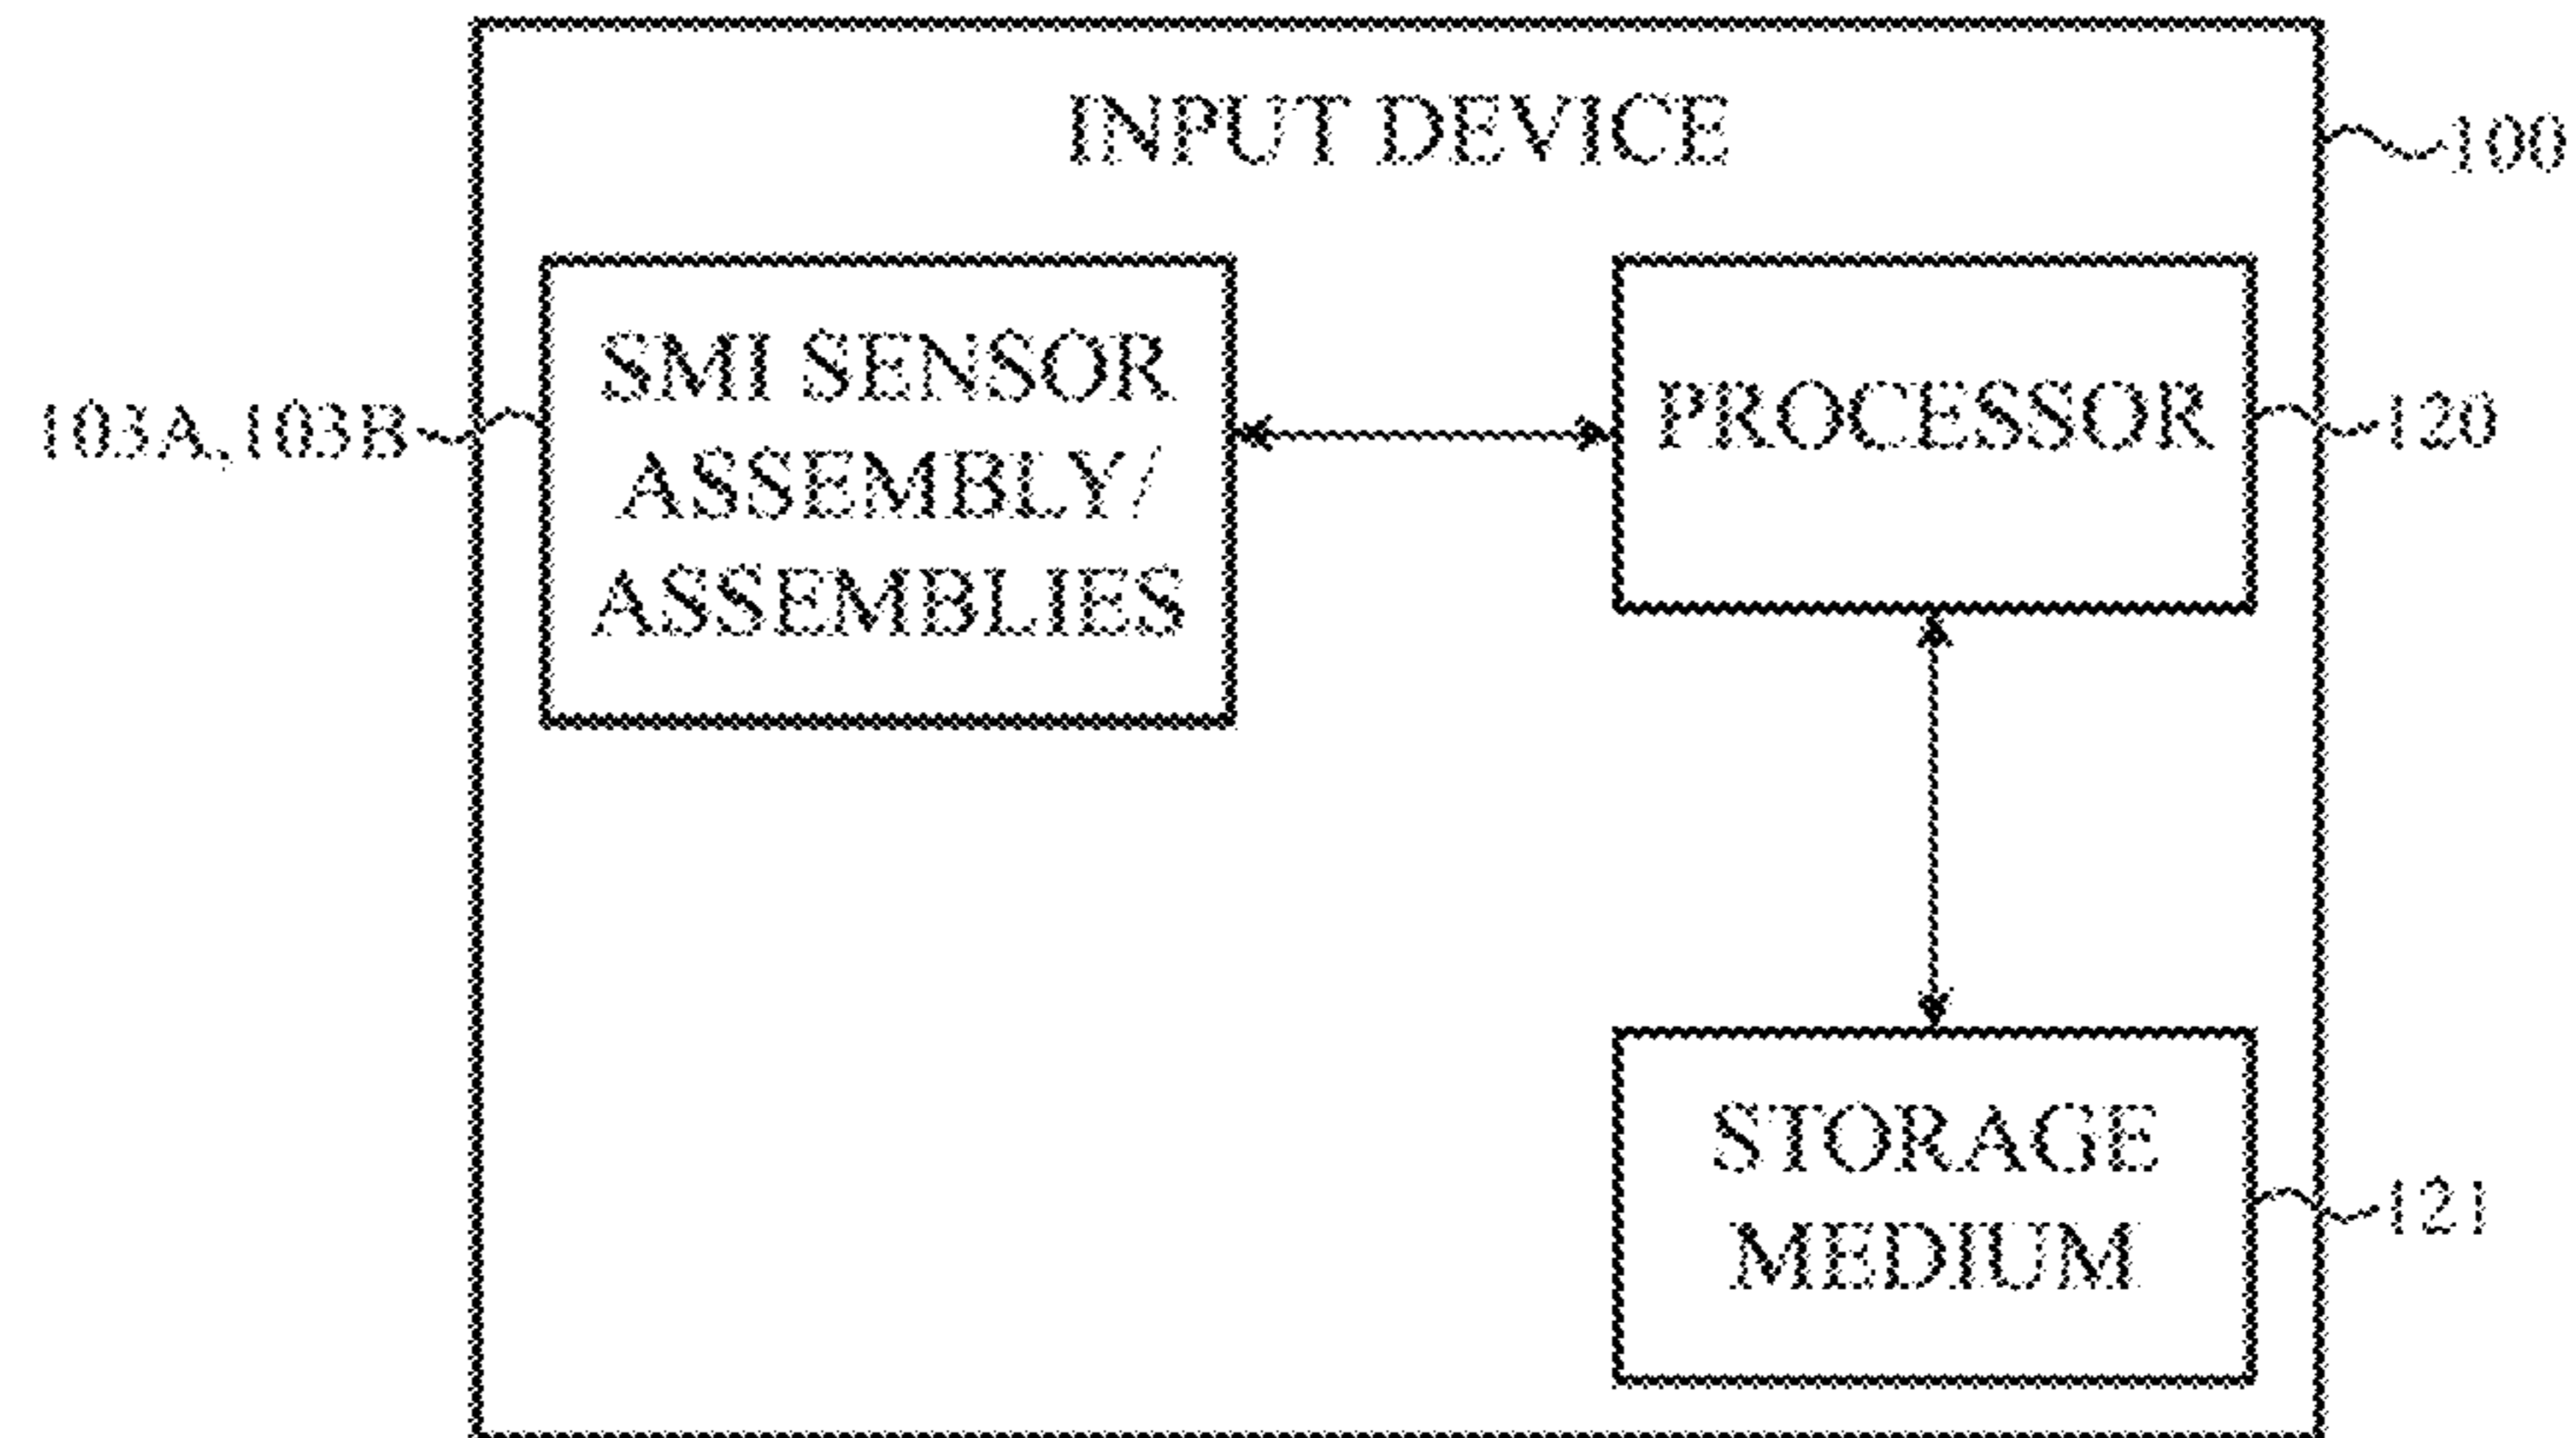 INPUT DEVICE
100
SMI SENSOR
ASSEMBLY/
ASSEMBLIES
103A, 103B
PROCESSOR
120
STORAGE
MEDIUM
121